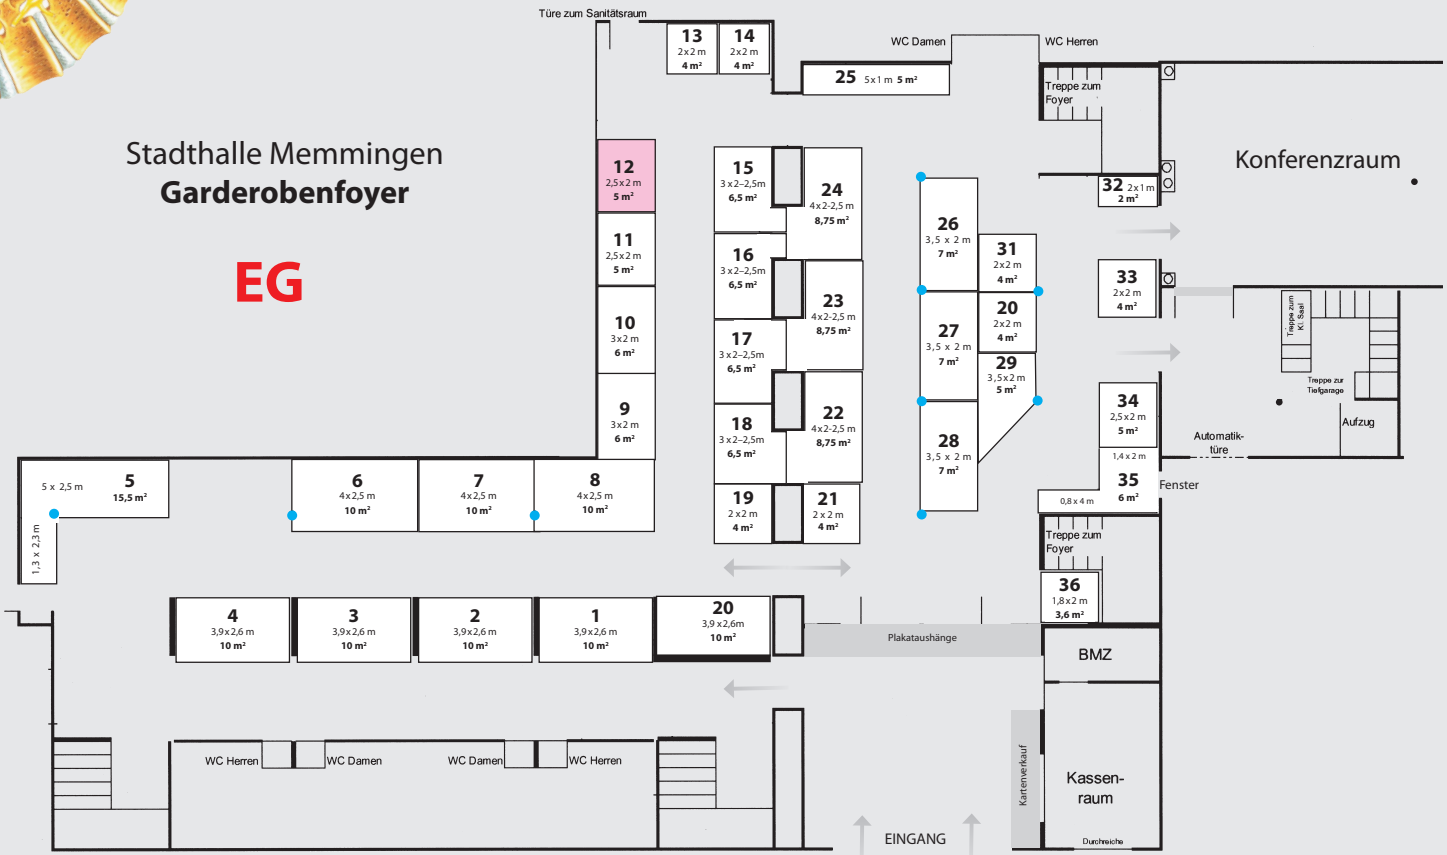 Türe zum Sanitätsraum
13
2x2 m
4 m²
14
2x2 m
4 m²
WC Damen
WC Herren
25 5x1 m 5 m²
Treppe zum
Foyer
Stadthalle Memmingen
Garderobenfoyer
EG
Konferenzraum
12
2,5x2 m
5 m²
11
2,5x2 m
5 m²
10
3x2 m
6 m²
9
3x2 m
6 m²
15
3x2–2,5m
6,5 m²
16
3x2–2,5m
6,5 m²
17
3x2–2,5m
6,5 m²
18
3x2–2,5m
6,5 m²
19
2x2 m
4 m²
24
4x2-2,5 m
8,75 m²
23
4x2-2,5 m
8,75 m²
22
4x2-2,5 m
8,75 m²
21
2 x 2 m
4 m²
26
3,5 x 2 m
7 m²
27
3,5 x 2 m
7 m²
28
3,5 x 2 m
7 m²
31
2x2 m
4 m²
20
2x2 m
4 m²
29
3,5x2 m
5 m²
32 2x1m
2 m²
33
2x2 m
4 m²
34
2,5x2 m
5 m²
1,4 x 2 m
35
6 m²
0,8 x 4 m
Fenster
Treppe zum
Kl. Saal
Treppe zur
Tiefgarage
Aufzug
Automatik-
türe
5 x 2,5 m
5
15,5 m²
1,3 x 2,3 m
6
4x2,5 m
10 m²
7
4x2,5 m
10 m²
8
4x2,5 m
10 m²
Treppe zum
Foyer
36
1,8x2 m
3,6 m²
4
3,9x2,6 m
10 m²
3
3,9x2,6 m
10 m²
2
3,9x2,6 m
10 m²
1
3,9x2,6 m
10 m²
20
3,9 x2,6m
10 m²
Plakataushänge
BMZ
WC Herren
WC Damen
WC Damen
WC Herren
Kartenverkauf
Kassen-
raum
EINGANG
Durchreiche